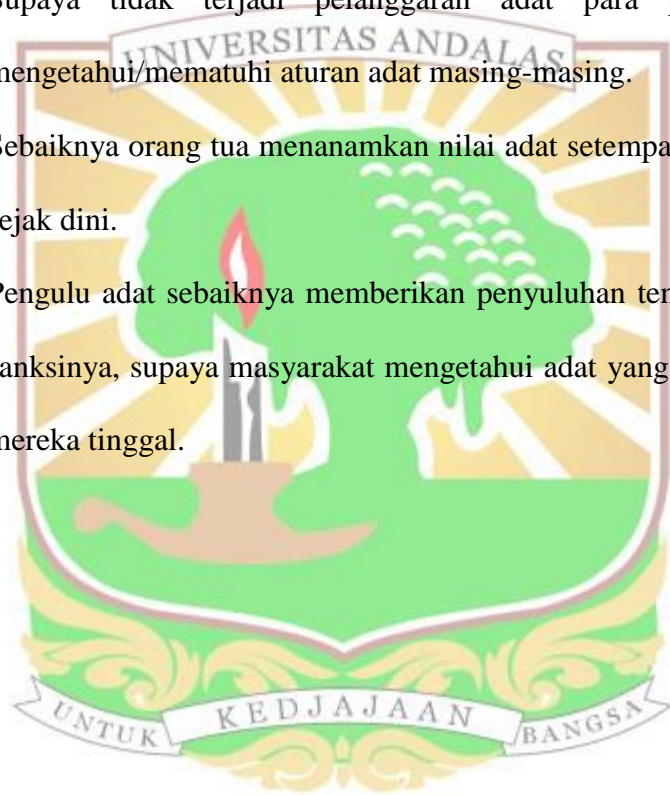 Supaya tidak terjadi pelanggaran adat para
UNIVERSITAS ANDALAS
mengetahui/mematuhi aturan adat masing-masing.
Sebaiknya orang tua menanamkan nilai adat
sejak dini.
Pengulu adat sebaiknya memberikan penyuluhan
sanksinya, supaya masyarakat mengetahui adat yang
mereka tinggal.
UNTUK KEDJAJAAN BANGSA